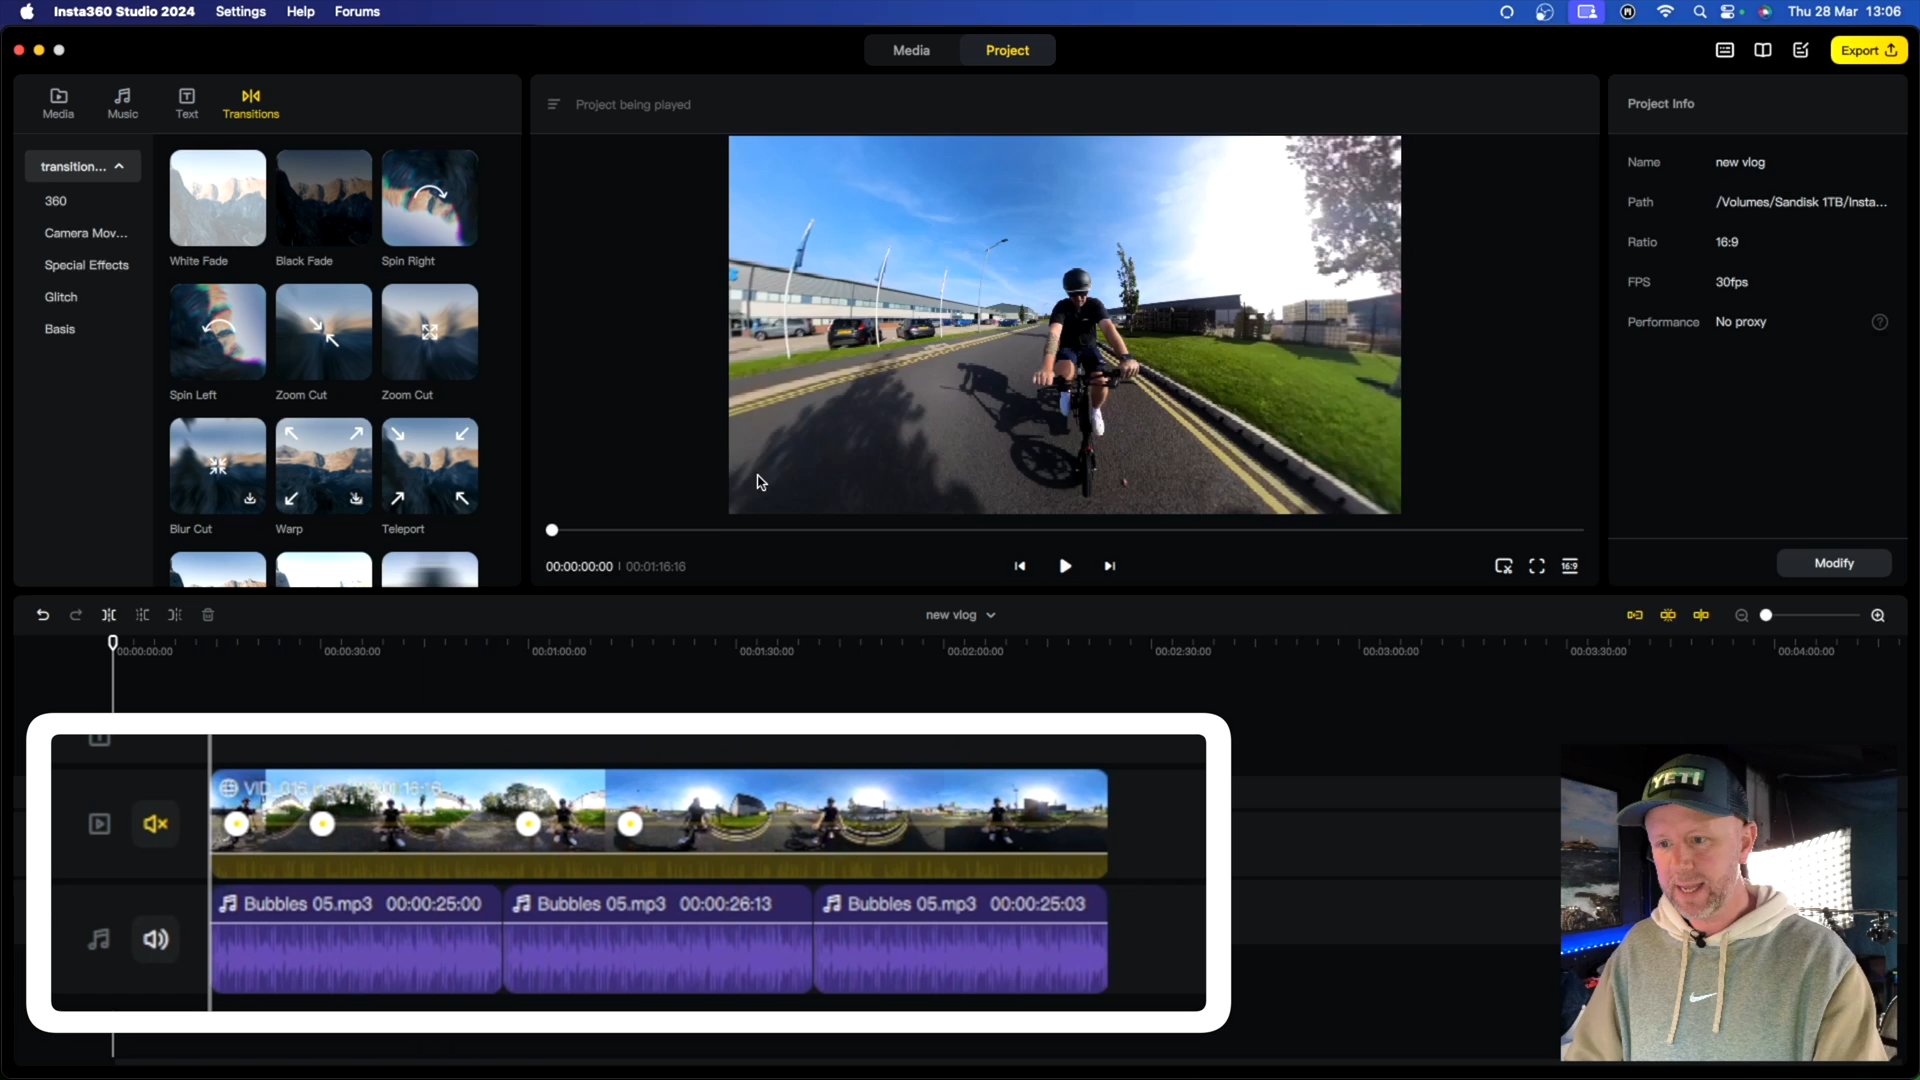 Insta360 Studio 2024 Settings Help Forums
Thu 28 Mar 13:06
Media Project
Export
Media Music Text Transitions
Project being played
Project Info
transition...
360
Camera Mov...
Special Effects
Glitch
Basis
White Fade Black Fade Spin Right
Spin Left Zoom Cut Zoom Cut
Blur Cut Warp Teleport
Name new vlog
Path /Volumes/Sandisk 1TB/Insta...
Ratio 16:9
FPS 30fps
Performance No proxy
00:00:00:00 | 00:01:16:16
16:9
Modify
new vlog
00:00:00:00 00:00:30:00 00:01:00:00 00:01:30:00 00:02:00:00 00:02:30:00 00:03:00:00 00:03:30:00 00:04:00:00
Bubbles 05.mp3 00:00:25:00
Bubbles 05.mp3 00:00:26:13
Bubbles 05.mp3 00:00:25:03
YETI